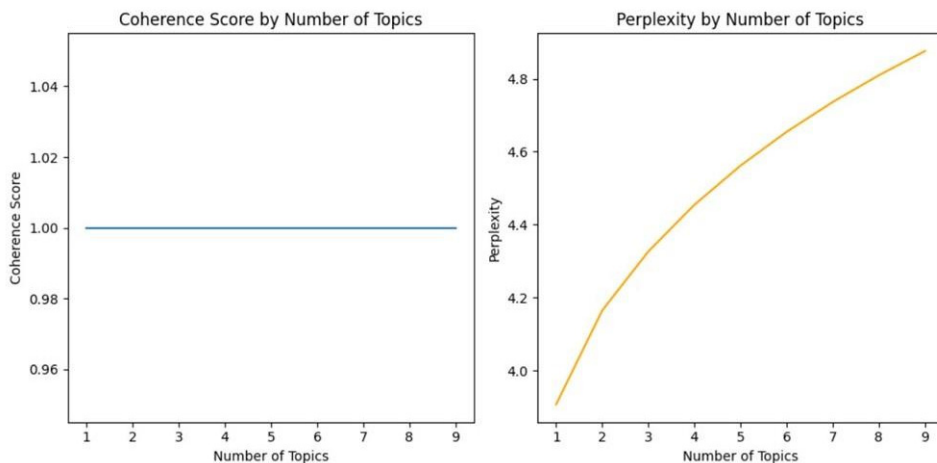 Coherence Score by Number of Topics
1.04
1.02
1.00
0.98
0.96
Coherence Score
1 2 3 4 5 6 7 8 9
Number of Topics
Perplexity by Number of Topics
4.8
4.6
4.4
4.2
4.0
Perplexity
1 2 3 4 5 6 7 8 9
Number of Topics